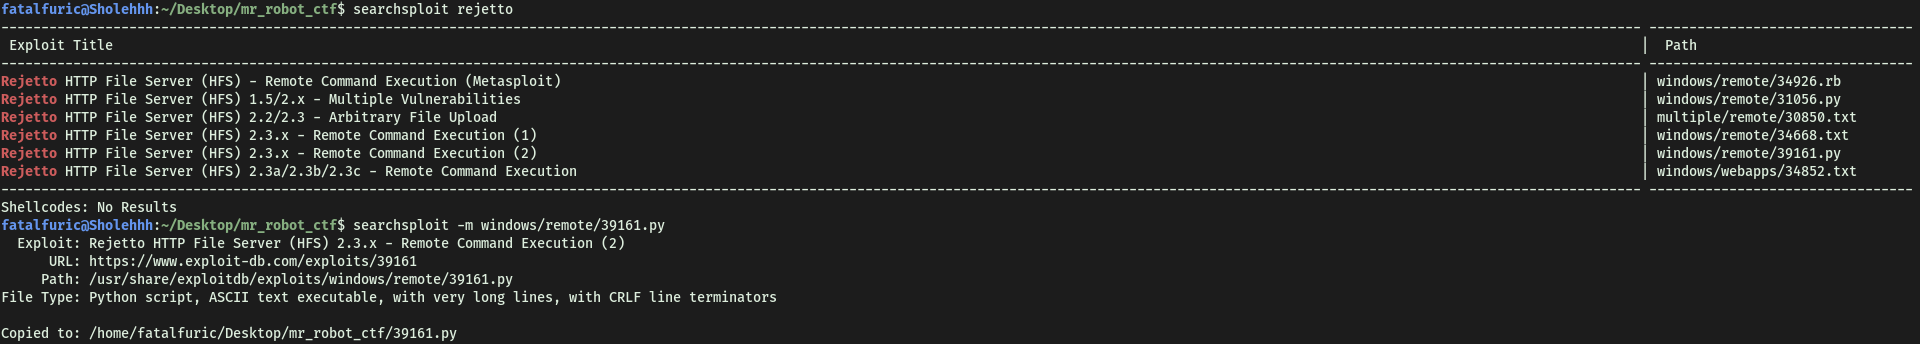 fatalfuric@Sholehhh:~/Desktop/mr_robot_ctf$ searchsploit rejetto
Exploit Title | Path
Rejetto HTTP File Server (HFS) - Remote Command Execution (Metasploit) | windows/remote/34926.rb
Rejetto HTTP File Server (HFS) 1.5/2.x - Multiple Vulnerabilities | windows/remote/31056.py
Rejetto HTTP File Server (HFS) 2.2/2.3 - Arbitrary File Upload | multiple/remote/30850.txt
Rejetto HTTP File Server (HFS) 2.3.x - Remote Command Execution (1) | windows/remote/34668.txt
Rejetto HTTP File Server (HFS) 2.3.x - Remote Command Execution (2) | windows/remote/39161.py
Rejetto HTTP File Server (HFS) 2.3a/2.3b/2.3c - Remote Command Execution | windows/webapps/34852.txt
Shellcodes: No Results
fatalfuric@Sholehhh:~/Desktop/mr_robot_ctf$ searchsploit -m windows/remote/39161.py
Exploit: Rejetto HTTP File Server (HFS) 2.3.x - Remote Command Execution (2)
URL: https://www.exploit-db.com/exploits/39161
Path: /usr/share/exploitdb/exploits/windows/remote/39161.py
File Type: Python script, ASCII text executable, with very long lines, with CRLF line terminators
Copied to: /home/fatalfuric/Desktop/mr_robot_ctf/39161.py